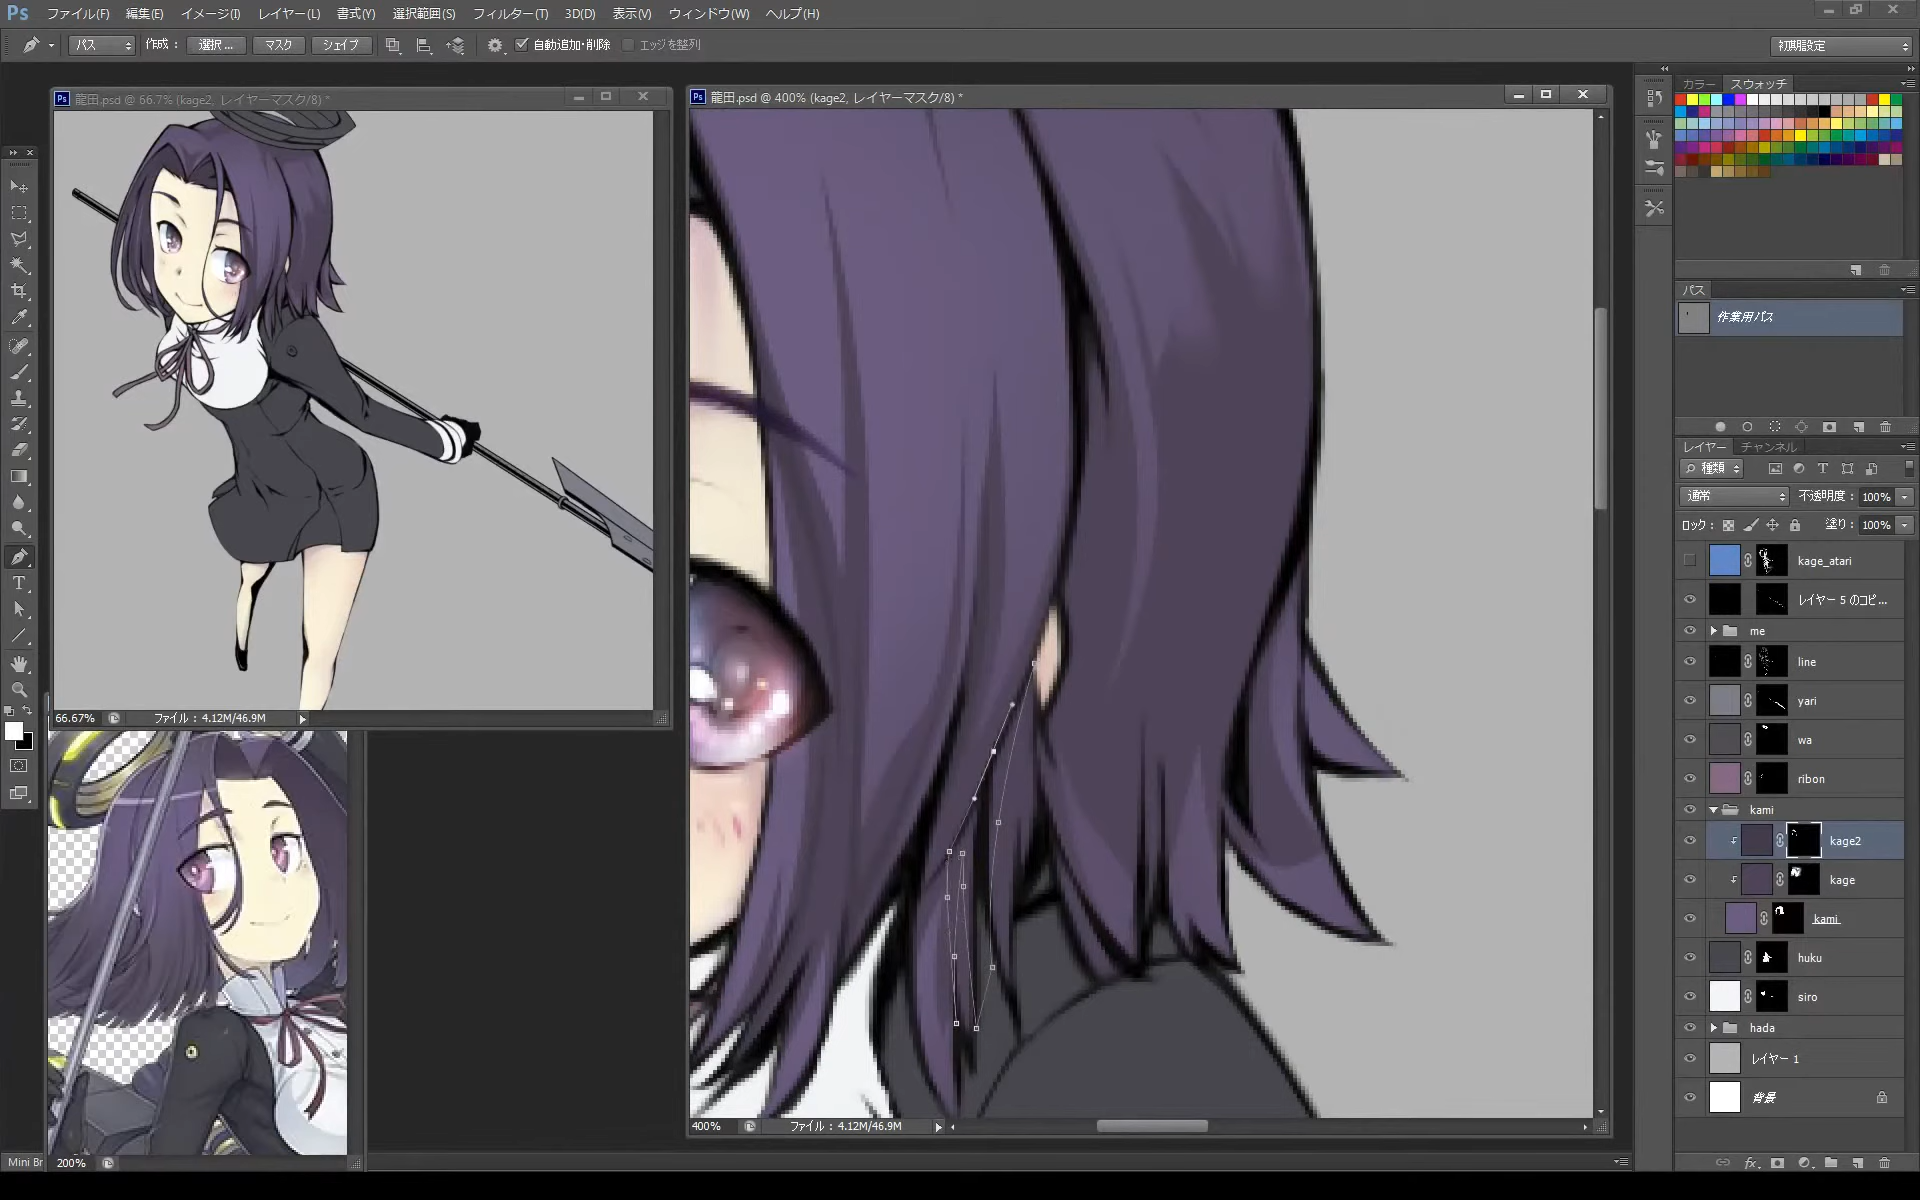 Ps ファイル(F) 編集(E) イメージ(I) レイヤー(L) 書式(Y) 選択範囲(S) フィルター(T) 3D(D) 表示(V) ウィンドウ(W) ヘルプ(H)
パス 作成： 選択 ... マスク シェイプ 自動追加・削除 エッジを整列 初期設定
カラー スウォッチ
Ps 龍田.psd @ 66.7% (kage2, レイヤーマスク/8) *
Ps 龍田.psd @ 400% (kage2, レイヤーマスク/8) *
パス
作業用パス
レイヤー チャンネル
種類
通常 不透明度： 100%
ロック： 塗り： 100%
kage_atari
レイヤー 5 のコピ...
me
line
yari
wa
ribon
kami
kage2
kage
kami
huku
siro
hada
レイヤー 1
背景
66.67% ファイル：4.12M/46.9M
400% ファイル：4.12M/46.9M
Mini Br
200%
fx